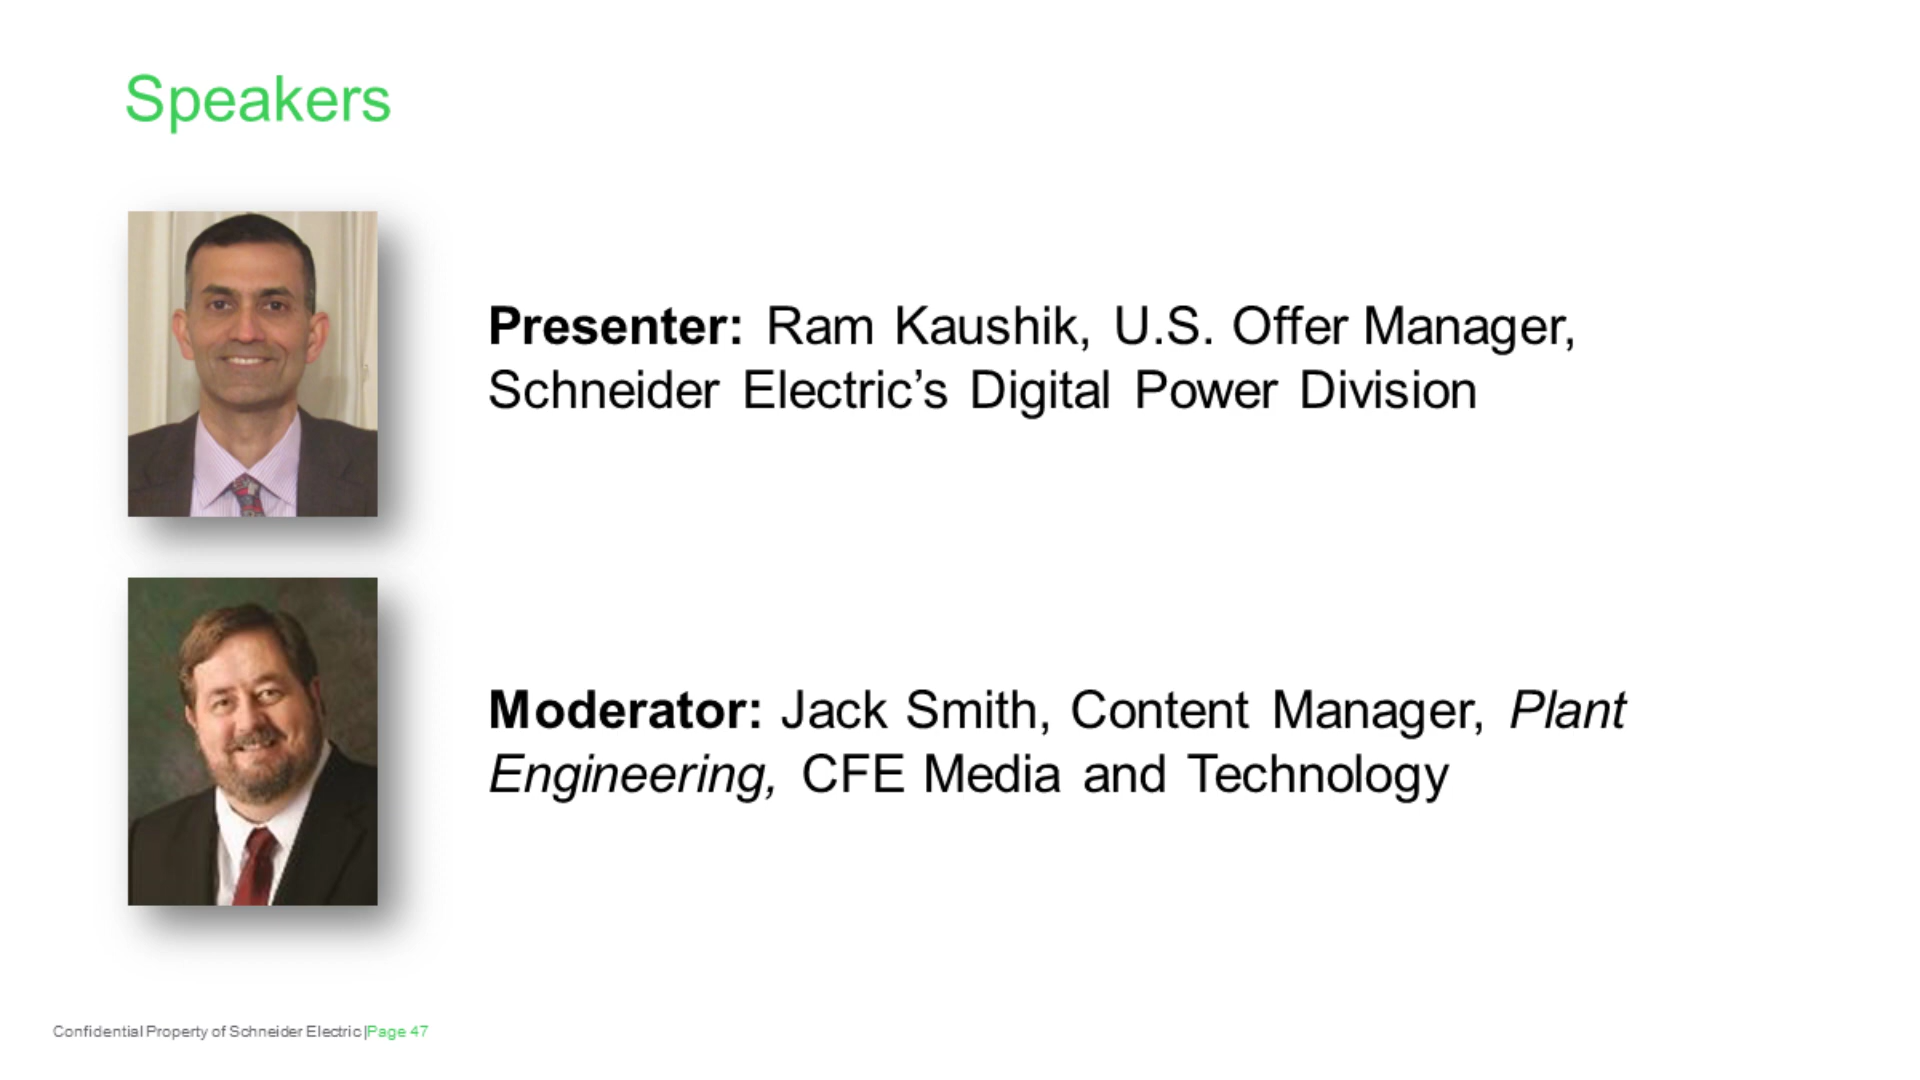 Speakers
Presenter: Ram Kaushik, U.S. Offer Manager,
Schneider Electric’s Digital Power Division
Moderator: Jack Smith, Content Manager, Plant
Engineering, CFE Media and Technology
Confidential Property of Schneider Electric |Page 47